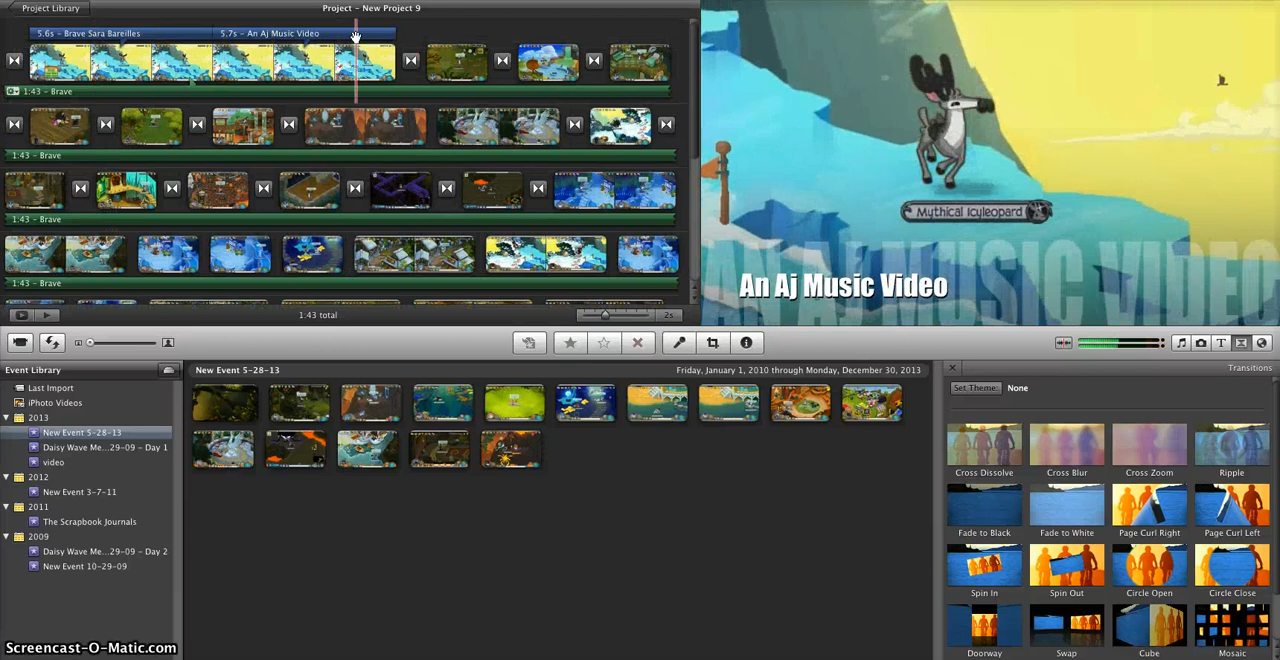 Project Library
Project - New Project 9
5.6s - Brave Sara Bareilles
5.7s - An Aj Music Video
1:43 - Brave
1:43 - Brave
1:43 - Brave
1:43 - Brave
1:43 total
2s
Mythical Icyleopard
AN AJ MUSIC VIDEO
An Aj Music Video
Event Library
Last Import
iPhoto Videos
2013
New Event 5-28-13
Daisy Wave Me...29-09 - Day 1
video
2012
New Event 3-7-11
2011
The Scrapbook Journals
2009
Daisy Wave Me...29-09 - Day 2
New Event 10-29-09
New Event 5-28-13
Friday, January 1, 2010 through Monday, December 30, 2013
Transitions
Set Theme: None
Cross Dissolve Cross Blur Cross Zoom Ripple
Fade to Black Fade to White Page Curl Right Page Curl Left
Spin In Spin Out Circle Open Circle Close
Doorway Swap Cube Mosaic
Screencast-O-Matic.com